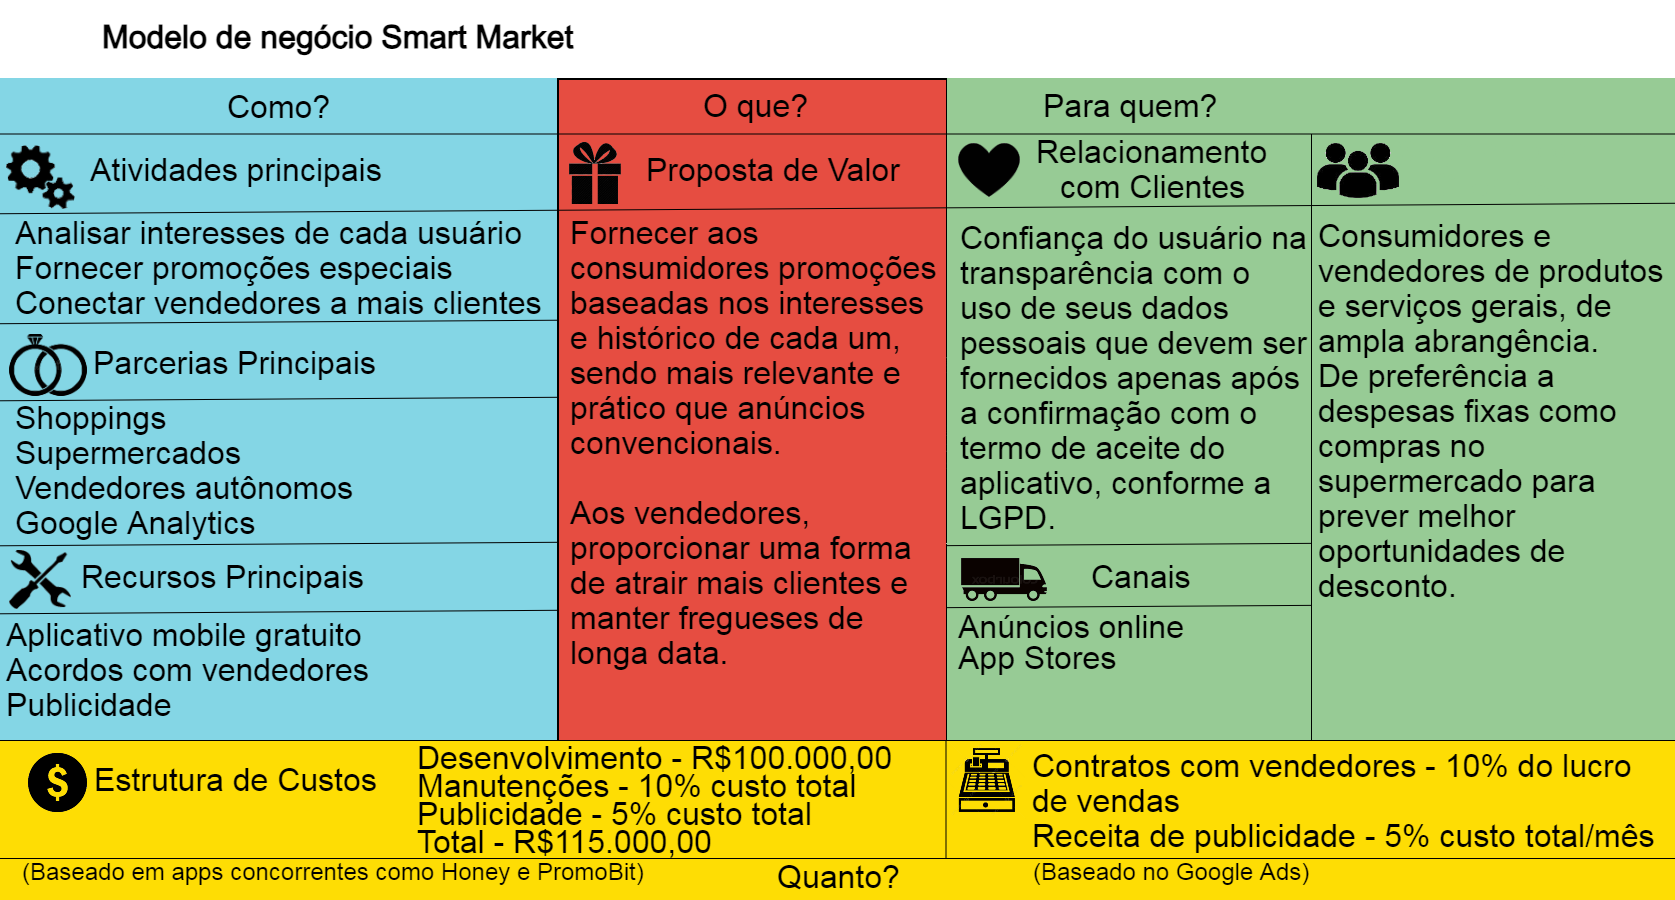 Modelo de negócio Smart Market
Como?
O que?
Para quem?
Atividades principais
Analisar interesses de cada usuário
Fornecer promoções especiais
Conectar vendedores a mais clientes
Parcerias Principais
Shoppings
Supermercados
Vendedores autônomos
Google Analytics
Recursos Principais
Aplicativo mobile gratuito
Acordos com vendedores
Publicidade
Proposta de Valor
Fornecer aos
consumidores promoções
baseadas nos interesses
e histórico de cada um,
sendo mais relevante e
prático que anúncios
convencionais.
Aos vendedores,
proporcionar uma forma
de atrair mais clientes e
manter fregueses de
longa data.
Relacionamento
com Clientes
Confiança do usuário na
transparência com o
uso de seus dados
pessoais que devem ser
fornecidos apenas após
a confirmação com o
termo de aceite do
aplicativo, conforme a
LGPD.
Canais
Anúncios online
App Stores
Consumidores e
vendedores de produtos
e serviços gerais, de
ampla abrangência.
De preferência a
despesas fixas como
compras no
supermercado para
prever melhor
oportunidades de
desconto.
$
Estrutura de Custos
Desenvolvimento - R$100.000,00
Manutenções - 10% custo total
Publicidade - 5% custo total
Total - R$115.000,00
(Baseado em apps concorrentes como Honey e PromoBit)
Quanto?
Contratos com vendedores - 10% do lucro
de vendas
Receita de publicidade - 5% custo total/mês
(Baseado no Google Ads)